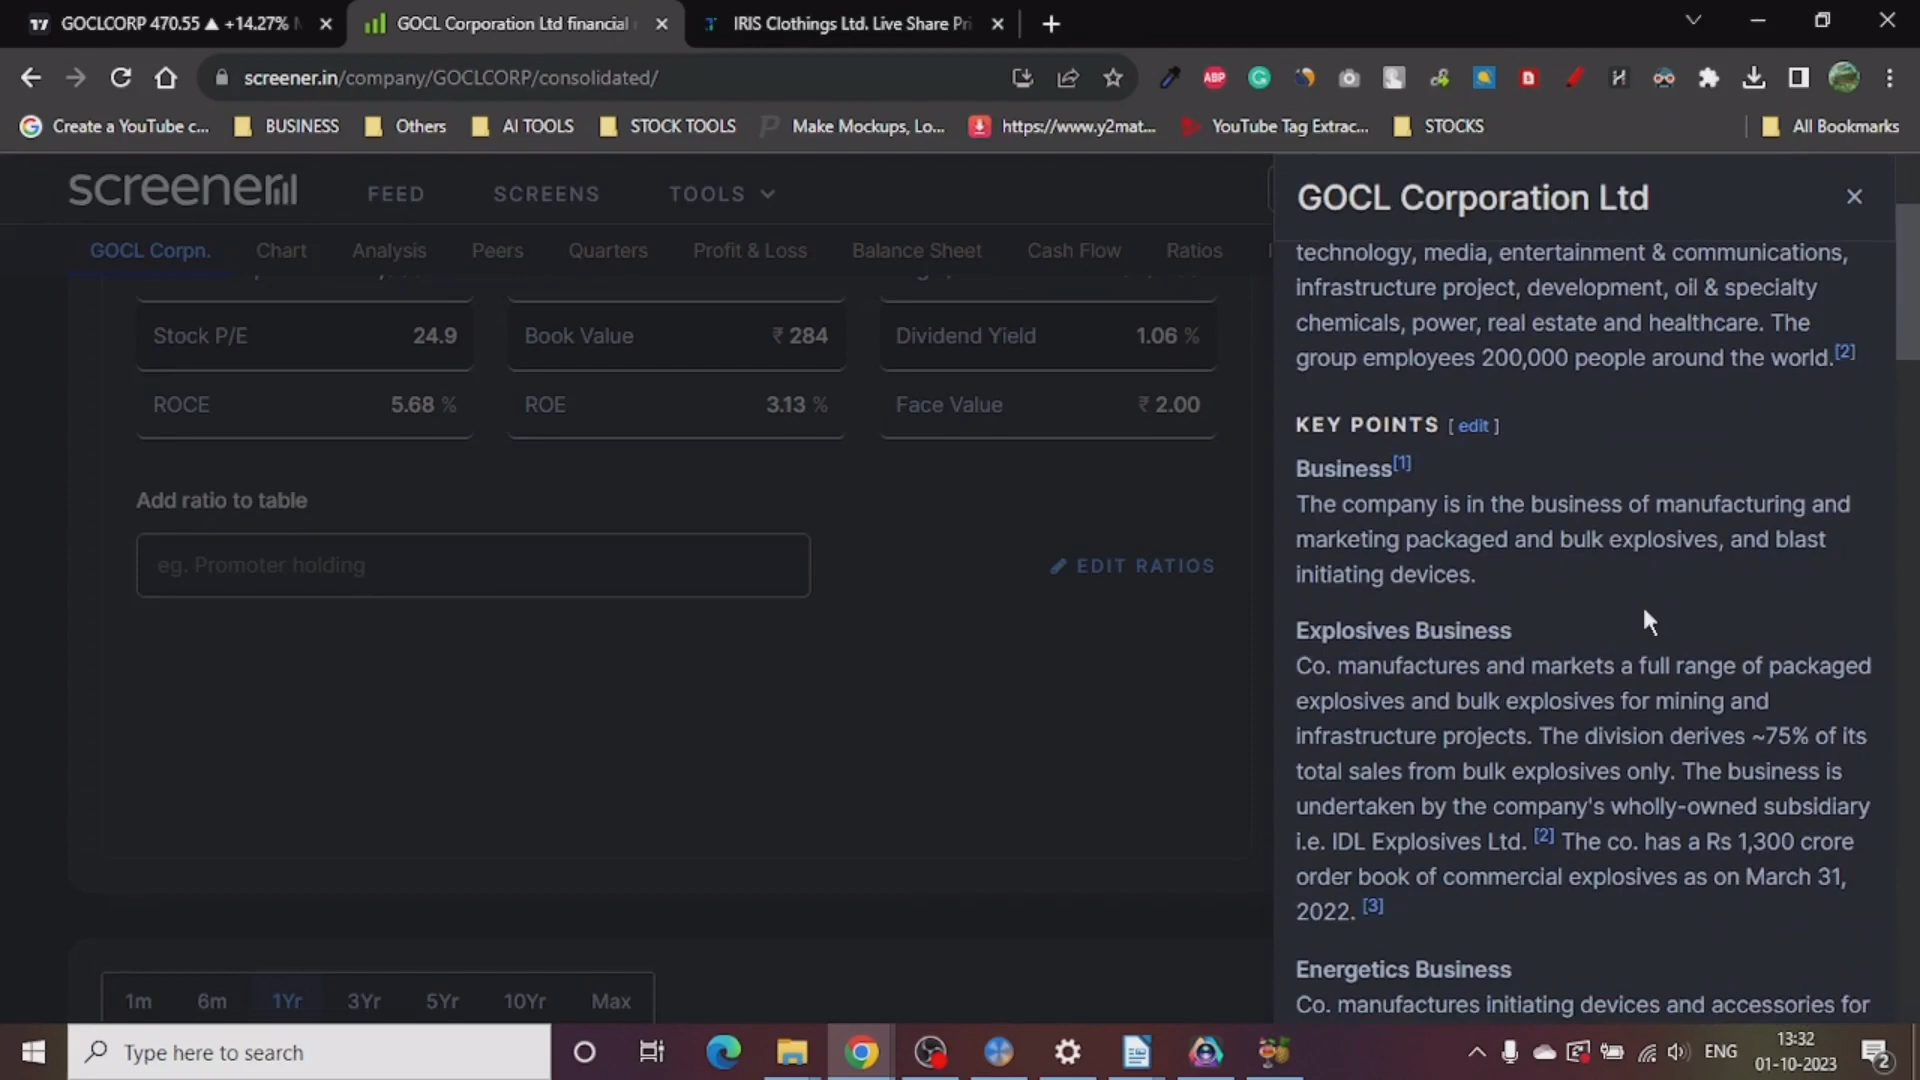 GOCLCORP 470.55 ▲ +14.27%
GOCL Corporation Ltd financial
IRIS Clothings Ltd. Live Share Pri
screener.in/company/GOCLCORP/consolidated/
Create a YouTube c...
BUSINESS
Others
AI TOOLS
STOCK TOOLS
Make Mockups, Lo...
https://www.y2mat...
YouTube Tag Extrac...
STOCKS
All Bookmarks
screener
FEED
SCREENS
TOOLS
GOCL Corpn.
Chart
Analysis
Peers
Quarters
Profit & Loss
Balance Sheet
Cash Flow
Ratios
Stock P/E 24.9
Book Value ₹ 284
Dividend Yield 1.06 %
ROCE 5.68 %
ROE 3.13 %
Face Value ₹ 2.00
Add ratio to table
eg. Promoter holding
EDIT RATIOS
1m 6m 1Yr 3Yr 5Yr 10Yr Max
GOCL Corporation Ltd
technology, media, entertainment & communications,
infrastructure project, development, oil & specialty
chemicals, power, real estate and healthcare. The
group employees 200,000 people around the world.[2]
KEY POINTS [ edit ]
Business[1]
The company is in the business of manufacturing and
marketing packaged and bulk explosives, and blast
initiating devices.
Explosives Business
Co. manufactures and markets a full range of packaged
explosives and bulk explosives for mining and
infrastructure projects. The division derives ~75% of its
total sales from bulk explosives only. The business is
undertaken by the company's wholly-owned subsidiary
i.e. IDL Explosives Ltd. [2] The co. has a Rs 1,300 crore
order book of commercial explosives as on March 31,
2022. [3]
Energetics Business
Co. manufactures initiating devices and accessories for
Type here to search
ENG
13:32
01-10-2023
2
ABP